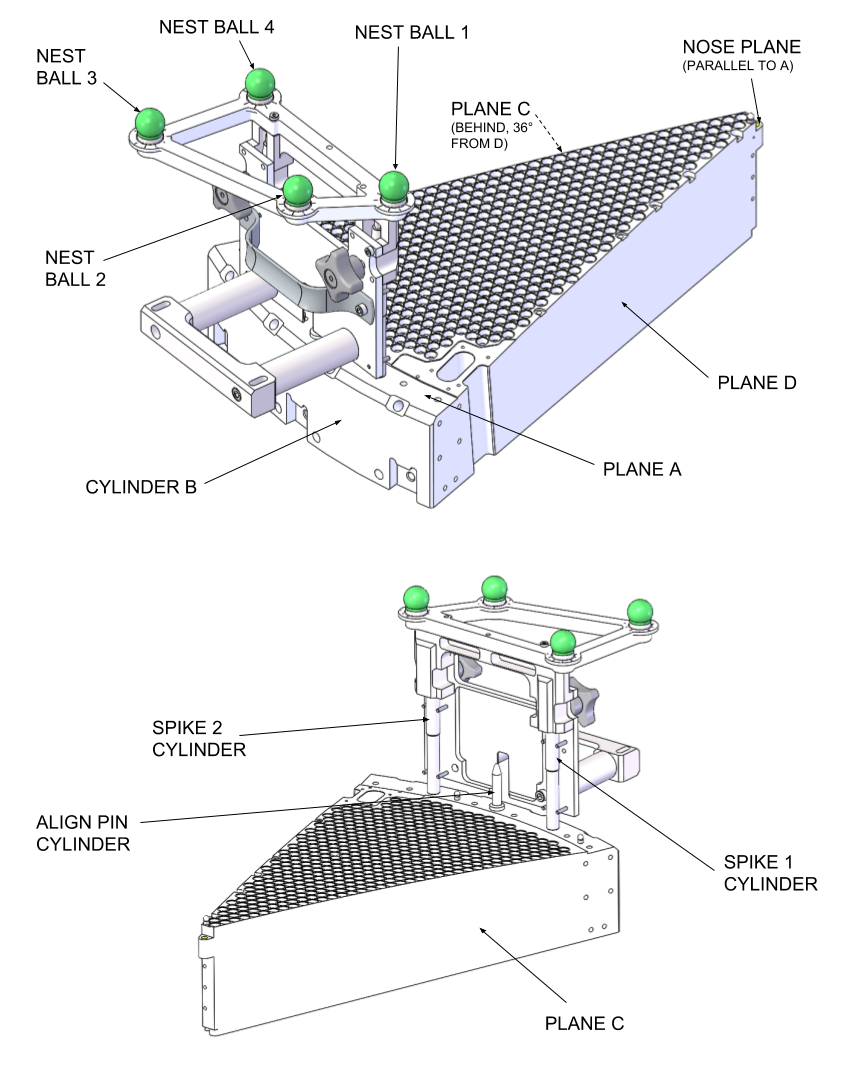 NEST BALL 4
NEST BALL 1
NEST
BALL 3
NOSE PLANE
(PARALLEL TO A)
PLANE C
(BEHIND, 36°
FROM D)
NEST
BALL 2
PLANE D
PLANE A
CYLINDER B
SPIKE 2
CYLINDER
ALIGN PIN
CYLINDER
SPIKE 1
CYLINDER
PLANE C